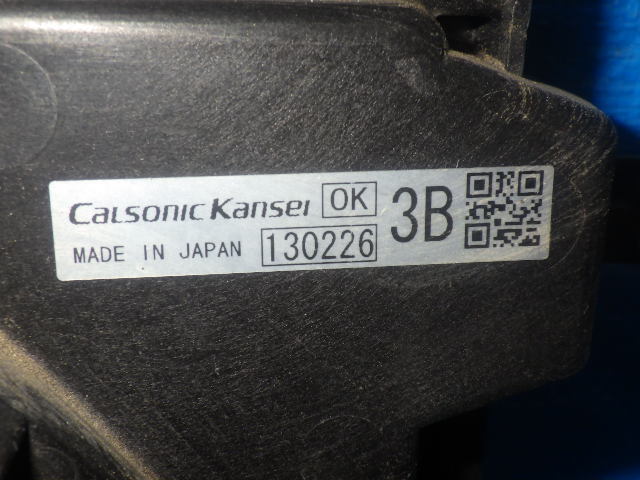 Calsonic Kansei OK 3B
MADE IN JAPAN 130226